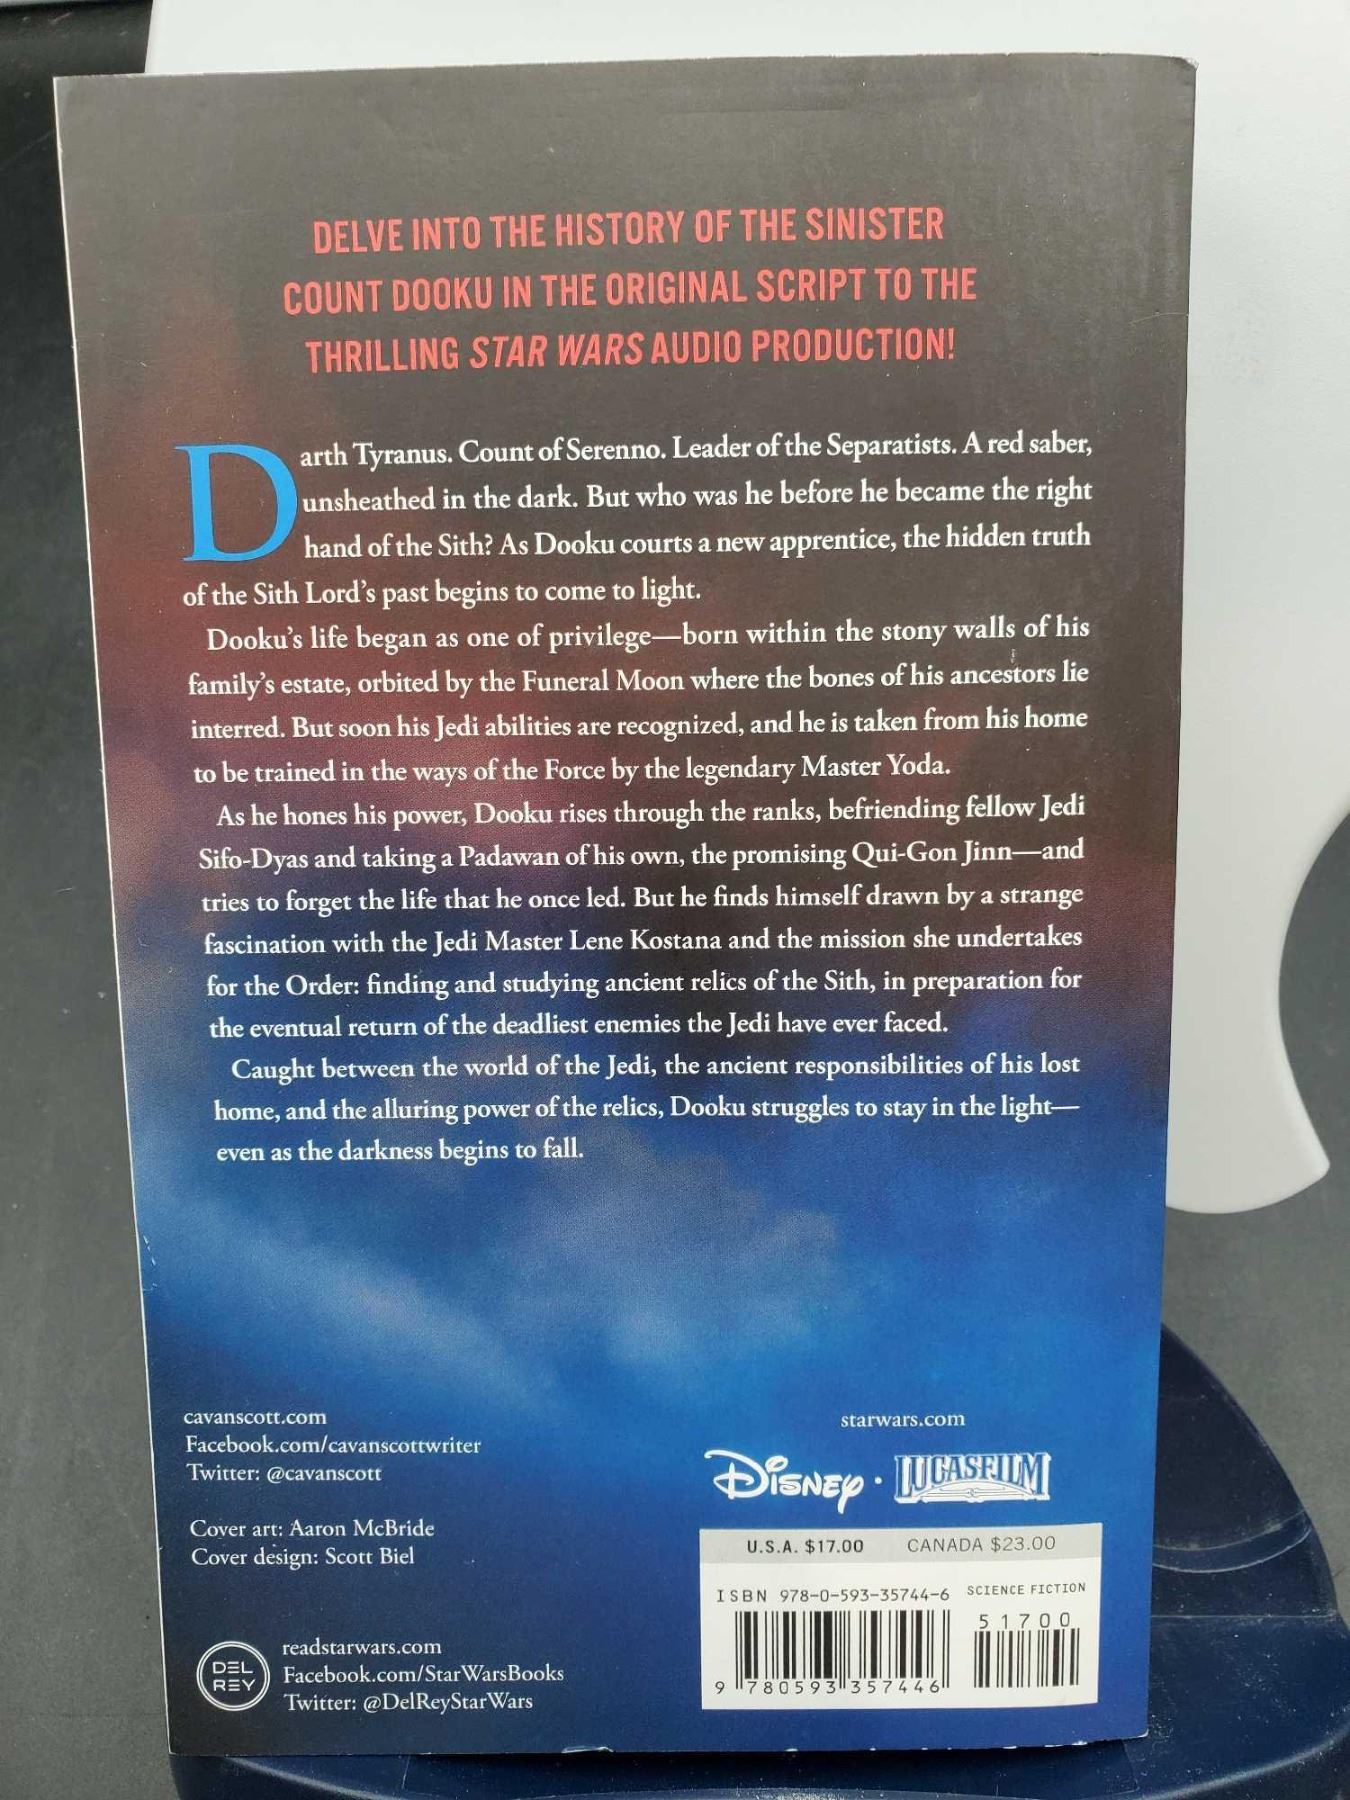 DELVE INTO THE HISTORY OF THE SINISTER
COUNT DOOKU IN THE ORIGINAL SCRIPT TO THE
THRILLING STAR WARS AUDIO PRODUCTION!
Darth Tyranus. Count of Serenno. Leader of the Separatists. A red saber,
unsheathed in the dark. But who was he before he became the right
hand of the Sith? As Dooku courts a new apprentice, the hidden truth
of the Sith Lord's past begins to come to light.
Dooku's life began as one of privilege—born within the stony walls of his
family's estate, orbited by the Funeral Moon where the bones of his ancestors lie
interred. But soon his Jedi abilities are recognized, and he is taken from his home
to be trained in the ways of the Force by the legendary Master Yoda.
As he hones his power, Dooku rises through the ranks, befriending fellow Jedi
Sifo-Dyas and taking a Padawan of his own, the promising Qui-Gon Jinn—and
tries to forget the life that he once led. But he finds himself drawn by a strange
fascination with the Jedi Master Lene Kostana and the mission she undertakes
for the Order: finding and studying ancient relics of the Sith, in preparation for
the eventual return of the deadliest enemies the Jedi have ever faced.
Caught between the world of the Jedi, the ancient responsibilities of his lost
home, and the alluring power of the relics, Dooku struggles to stay in the light—
even as the darkness begins to fall.
cavanscott.com
Facebook.com/cavanscottwriter
Twitter: @cavanscott
Cover art: Aaron McBride
Cover design: Scott Biel
DEL
REY
readstarwars.com
Facebook.com/StarWarsBooks
Twitter: @DelReyStarWars
starwars.com
DISNEY · LUCASFILM
U.S.A. $17.00 CANADA $23.00
ISBN 978-0-593-35744-6 SCIENCE FICTION
51700
9 780593 357446